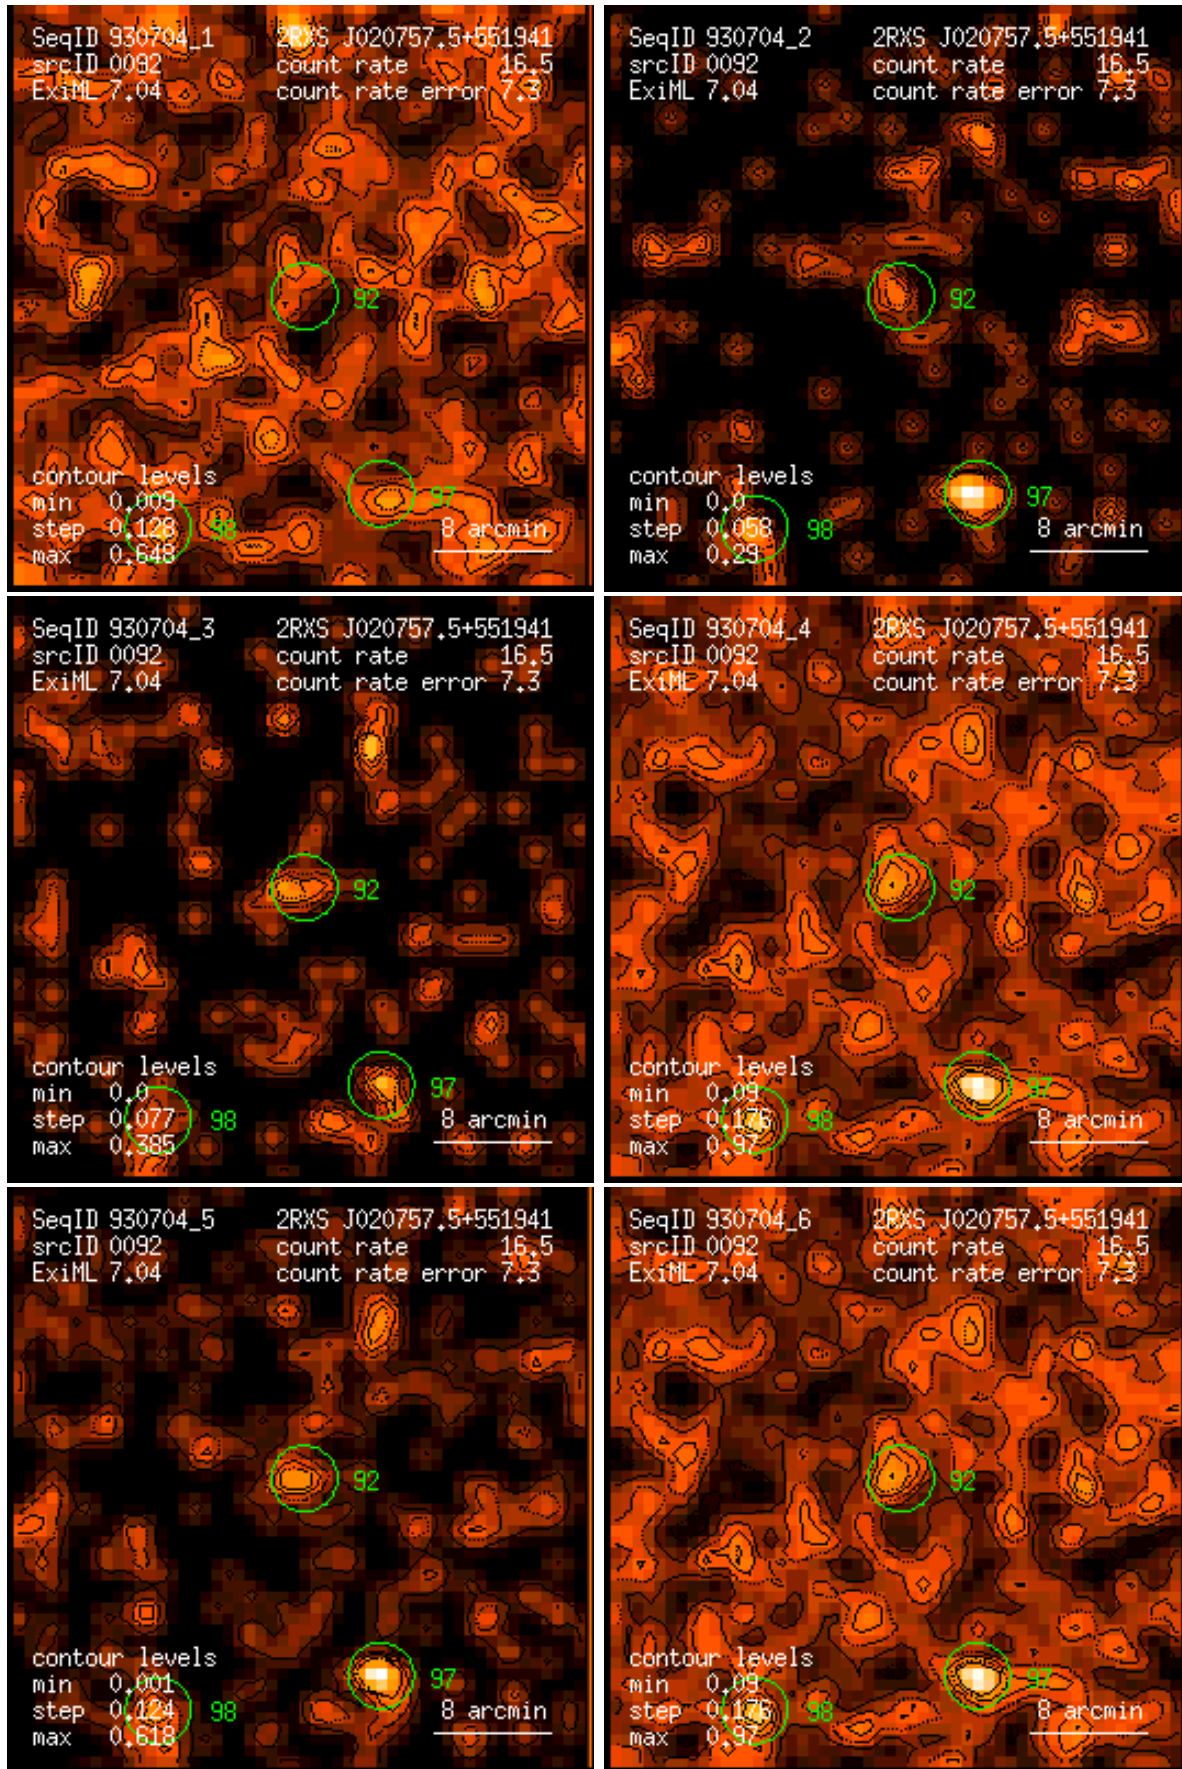 SeqID 930704_1 2RXS J020757.5+551941
srcID 0092 count rate 16.5
ExiML 7.04 count rate error 7.3
92
contour levels
min 0.009 97
step 0.128 98 8 arcmin
max 0.648
SeqID 930704_2 2RXS J020757.5+551941
srcID 0092 count rate 16.5
ExiML 7.04 count rate error 7.3
92
contour levels
min 0.0 97
step 0.058 98 8 arcmin
max 0.29
SeqID 930704_3 2RXS J020757.5+551941
srcID 0092 count rate 16.5
ExiML 7.04 count rate error 7.3
92
contour levels
min 0.0 97
step 0.077 98 8 arcmin
max 0.385
SeqID 930704_4 2RXS J020757.5+551941
srcID 0092 count rate 16.5
ExiML 7.04 count rate error 7.3
92
contour levels
min 0.09 97
step 0.176 98 8 arcmin
max 0.97
SeqID 930704_5 2RXS J020757.5+551941
srcID 0092 count rate 16.5
ExiML 7.04 count rate error 7.3
92
contour levels
min 0.001 97
step 0.124 98 8 arcmin
max 0.618
SeqID 930704_6 2RXS J020757.5+551941
srcID 0092 count rate 16.5
ExiML 7.04 count rate error 7.3
92
contour levels
min 0.09 97
step 0.176 98 8 arcmin
max 0.97